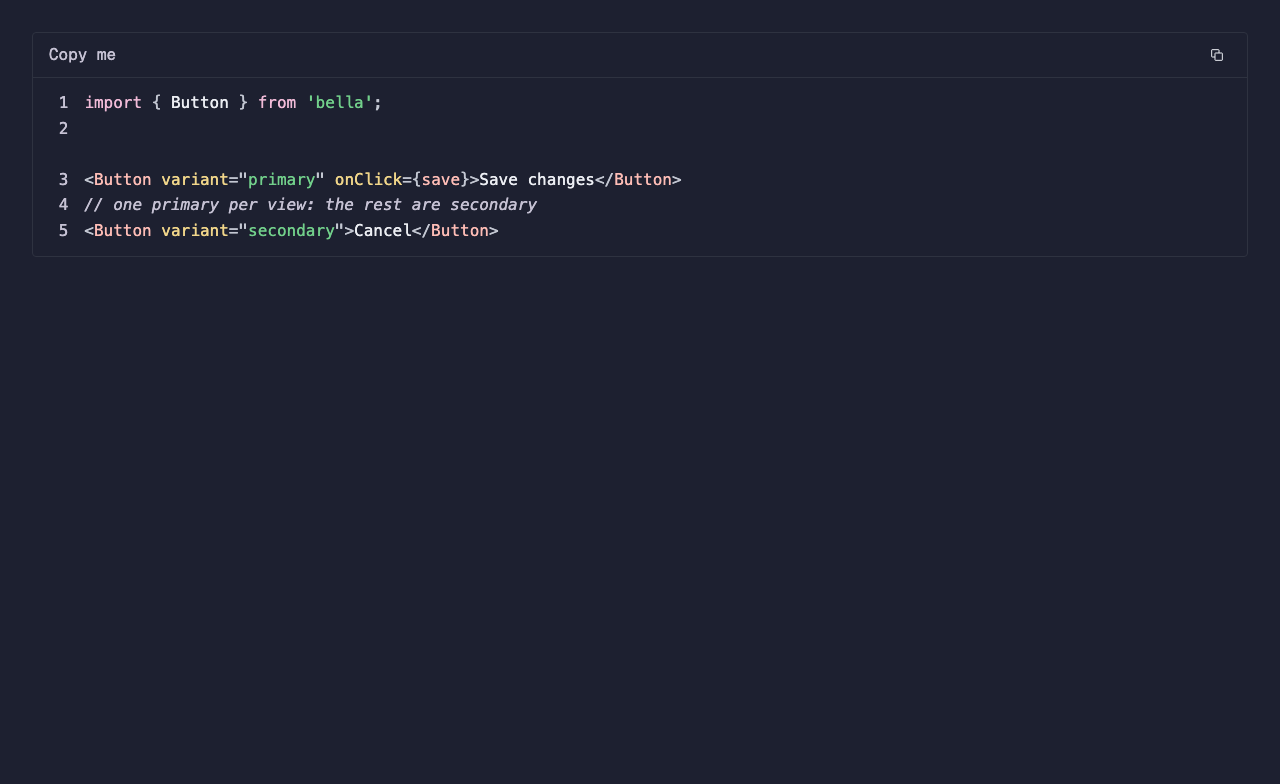 Copy me
1 import { Button } from 'bella';
2
3 <Button variant="primary" onClick={save}>Save changes</Button>
4 // one primary per view: the rest are secondary
5 <Button variant="secondary">Cancel</Button>